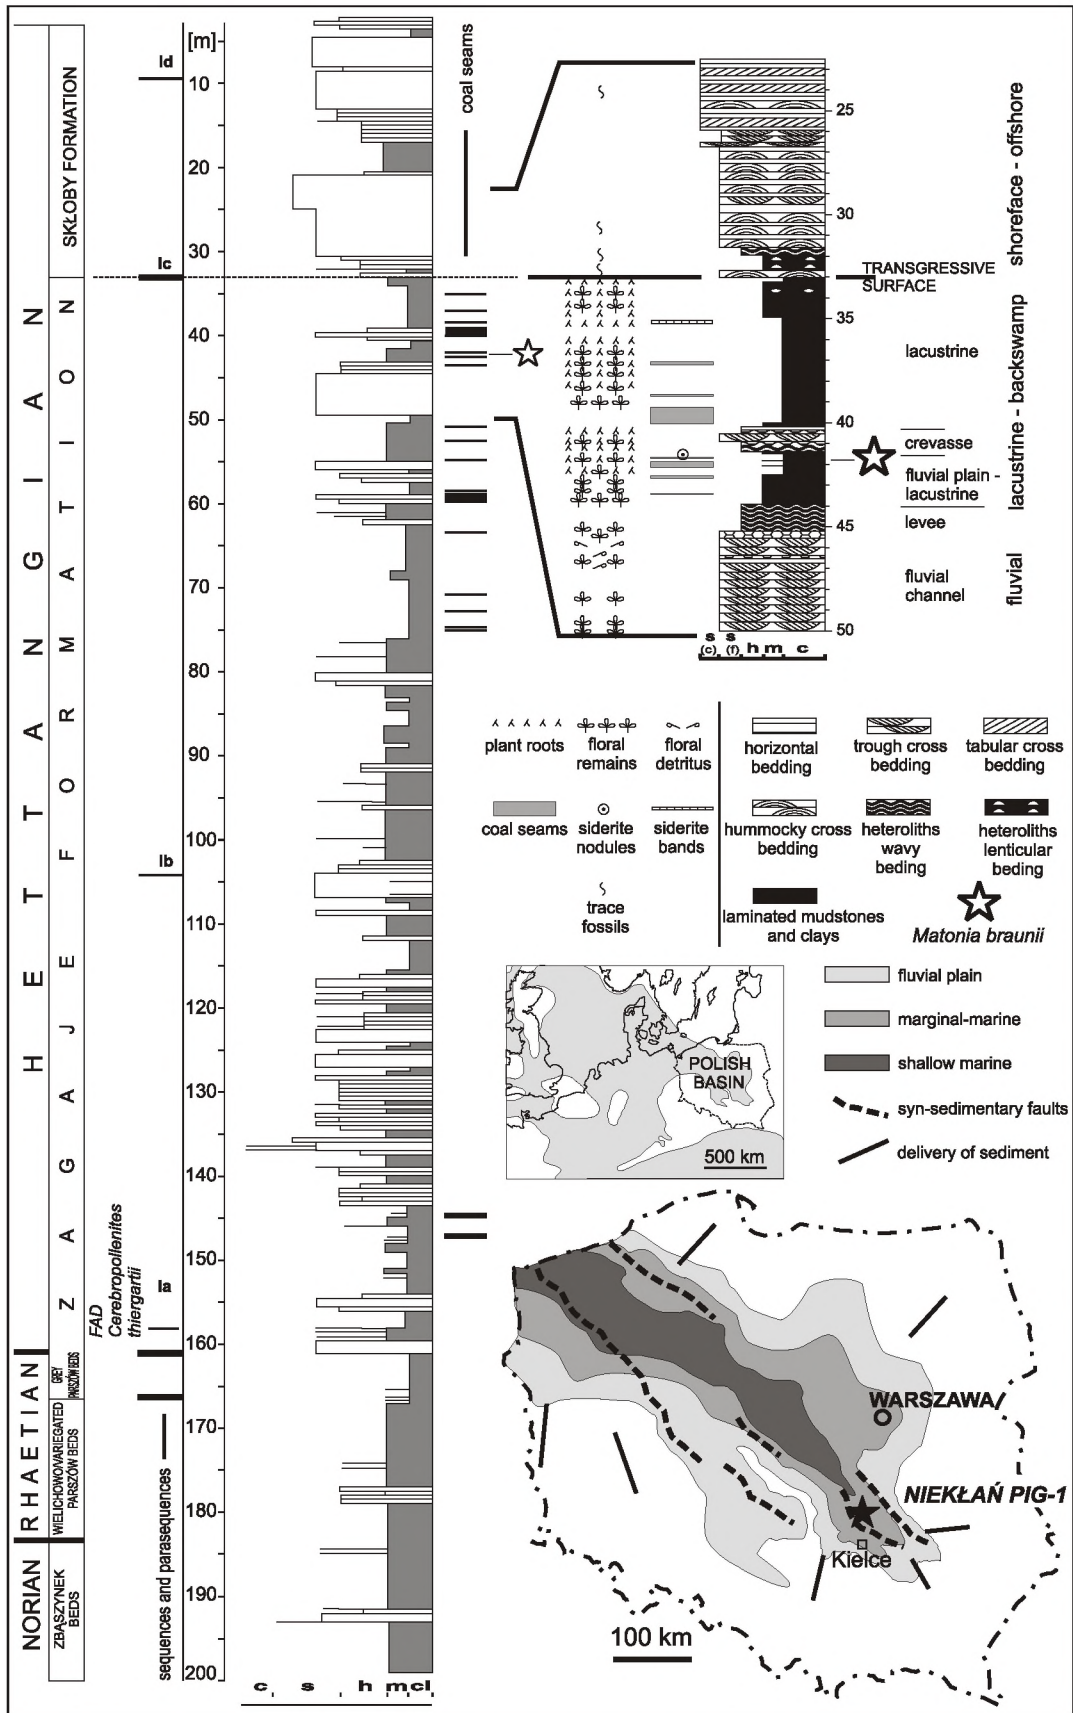 HETTANGIAN
RHAETIAN
NORIAN
SKŁOBY FORMATION
ZAGAJE FORMATION
GREY
PARSZÓW BEDS
WIELICHOWO/VARIEGATED
PARSZÓW BEDS
ZBĄSZYNEK
BEDS
FAD
Cerebropollenites
thiergartii
Id
Ic
Ib
Ia
sequences and parasequences
[m]
10
20
30
40
50
60
70
80
90
100
110
120
130
140
150
160
170
180
190
200
c s h m cl
coal seams
25
30
35
40
45
50
s s h m c
(c) (f)
shoreface - offshore
TRANSGRESSIVE
SURFACE
lacustrine - backswamp
fluvial
lacustrine
crevasse
fluvial plain -
lacustrine
levee
fluvial
channel
plant roots
floral
remains
floral
detritus
coal seams
siderite
nodules
siderite
bands
trace
fossils
horizontal
bedding
trough cross
bedding
tabular cross
bedding
hummocky cross
bedding
heteroliths
wavy
beding
heteroliths
lenticular
beding
laminated mudstones
and clays
Matonia braunii
POLISH
BASIN
500 km
fluvial plain
marginal-marine
shallow marine
syn-sedimentary faults
delivery of sediment
WARSZAWA
NIEKŁAŃ PIG-1
Kielce
100 km